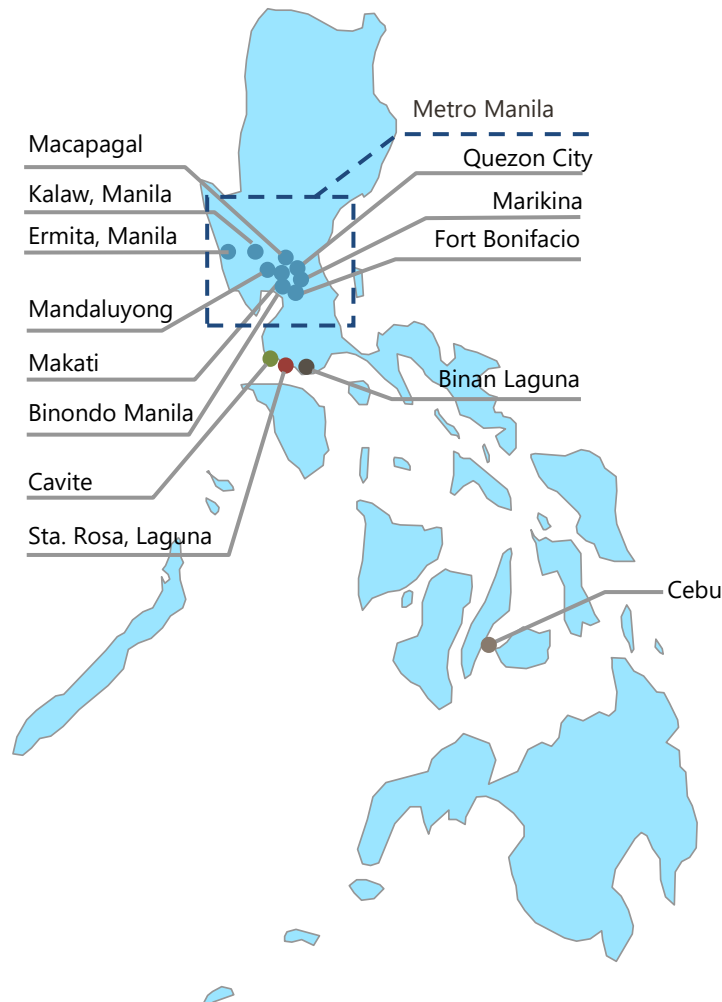 Metro Manila
Macapagal
Quezon City
Kalaw, Manila
Marikina
Ermita, Manila
Fort Bonifacio
Mandaluyong
Makati
Binan Laguna
Binondo Manila
Cavite
Sta. Rosa, Laguna
Cebu